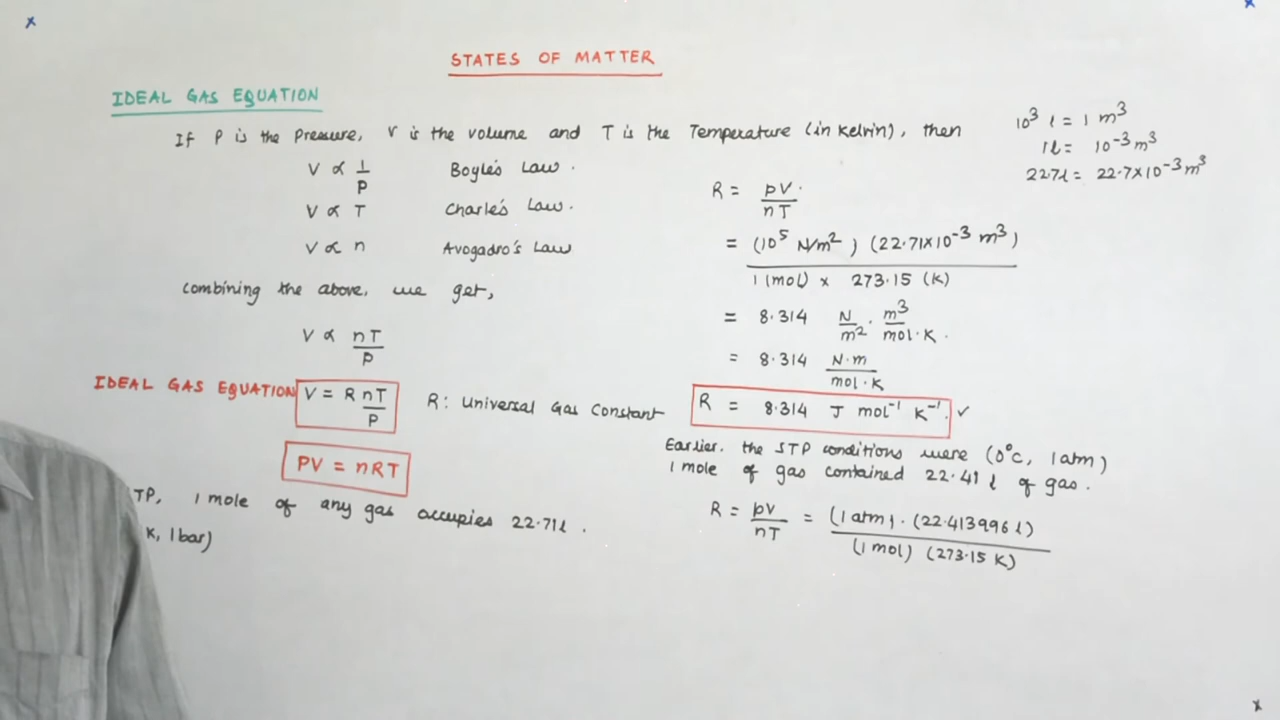 STATES OF MATTER
IDEAL GAS EQUATION
If P is the Pressure, V is the volume and T is the Temperature (in Kelvin), then
V ∝ 1/P Boyle's Law.
V ∝ T Charle's Law.
V ∝ n Avogadro's Law
combining the above, we get,
V ∝ nT/P
IDEAL GAS EQUATION V = R nT/P R: Universal Gas Constant
PV = nRT
TP, 1 mole of any gas occupies 22.71 l.
K, 1 bar)
10³ l = 1 m³
1 l = 10⁻³ m³
22.7 l = 22.7×10⁻³ m³
R = pV/nT
= (10⁵ N/m²) (22.71×10⁻³ m³) / 1 (mol) × 273.15 (K)
= 8.314 N/m² · m³/mol·K.
= 8.314 N·m/mol·K
R = 8.314 J mol⁻¹ K⁻¹. ✓
Earlier, the STP conditions were (0°C, 1 atm)
1 mole of gas contained 22.41 l of gas.
R = pV/nT = (1 atm).(22.413996 l) / (1 mol) (273.15 K)